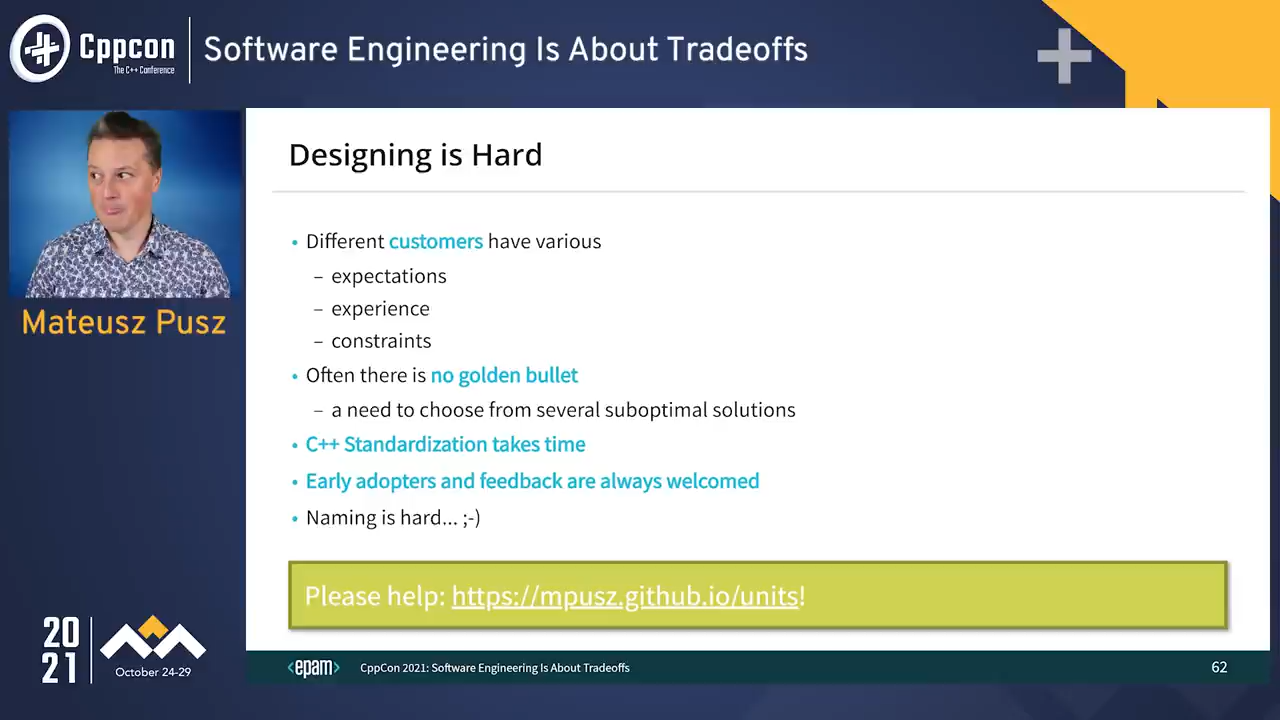 Cppcon
The C++ Conference
Software Engineering Is About Tradeoffs
Mateusz Pusz
Designing is Hard
• Different customers have various
– expectations
– experience
– constraints
• Often there is no golden bullet
– a need to choose from several suboptimal solutions
• C++ Standardization takes time
• Early adopters and feedback are always welcomed
• Naming is hard... ;-)
Please help: https://mpusz.github.io/units!
20
21
October 24-29
<epam>
CppCon 2021: Software Engineering Is About Tradeoffs
62